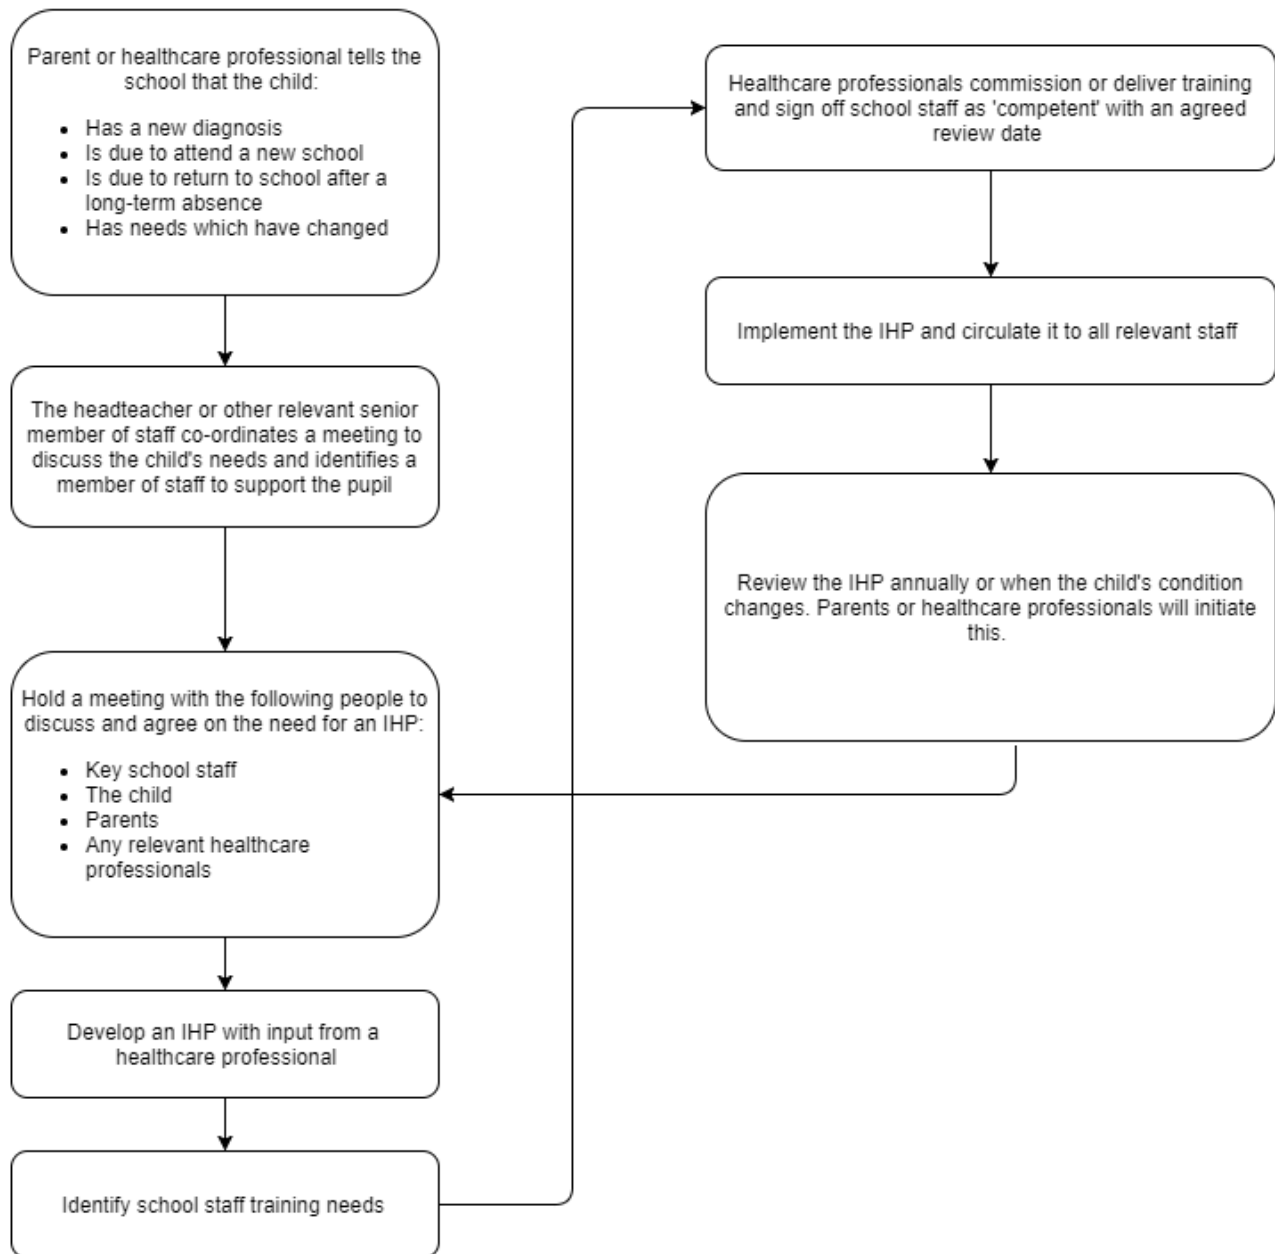 Parent or healthcare professional tells the
school that the child:
• Has a new diagnosis
• Is due to attend a new school
• Is due to return to school after a
long-term absence
• Has needs which have changed
The headteacher or other relevant senior
member of staff co-ordinates a meeting to
discuss the child's needs and identifies a
member of staff to support the pupil
Hold a meeting with the following people to
discuss and agree on the need for an IHP:
• Key school staff
• The child
• Parents
• Any relevant healthcare
professionals
Develop an IHP with input from a
healthcare professional
Identify school staff training needs
Healthcare professionals commission or deliver training
and sign off school staff as 'competent' with an agreed
review date
Implement the IHP and circulate it to all relevant staff
Review the IHP annually or when the child's condition
changes. Parents or healthcare professionals will initiate
this.